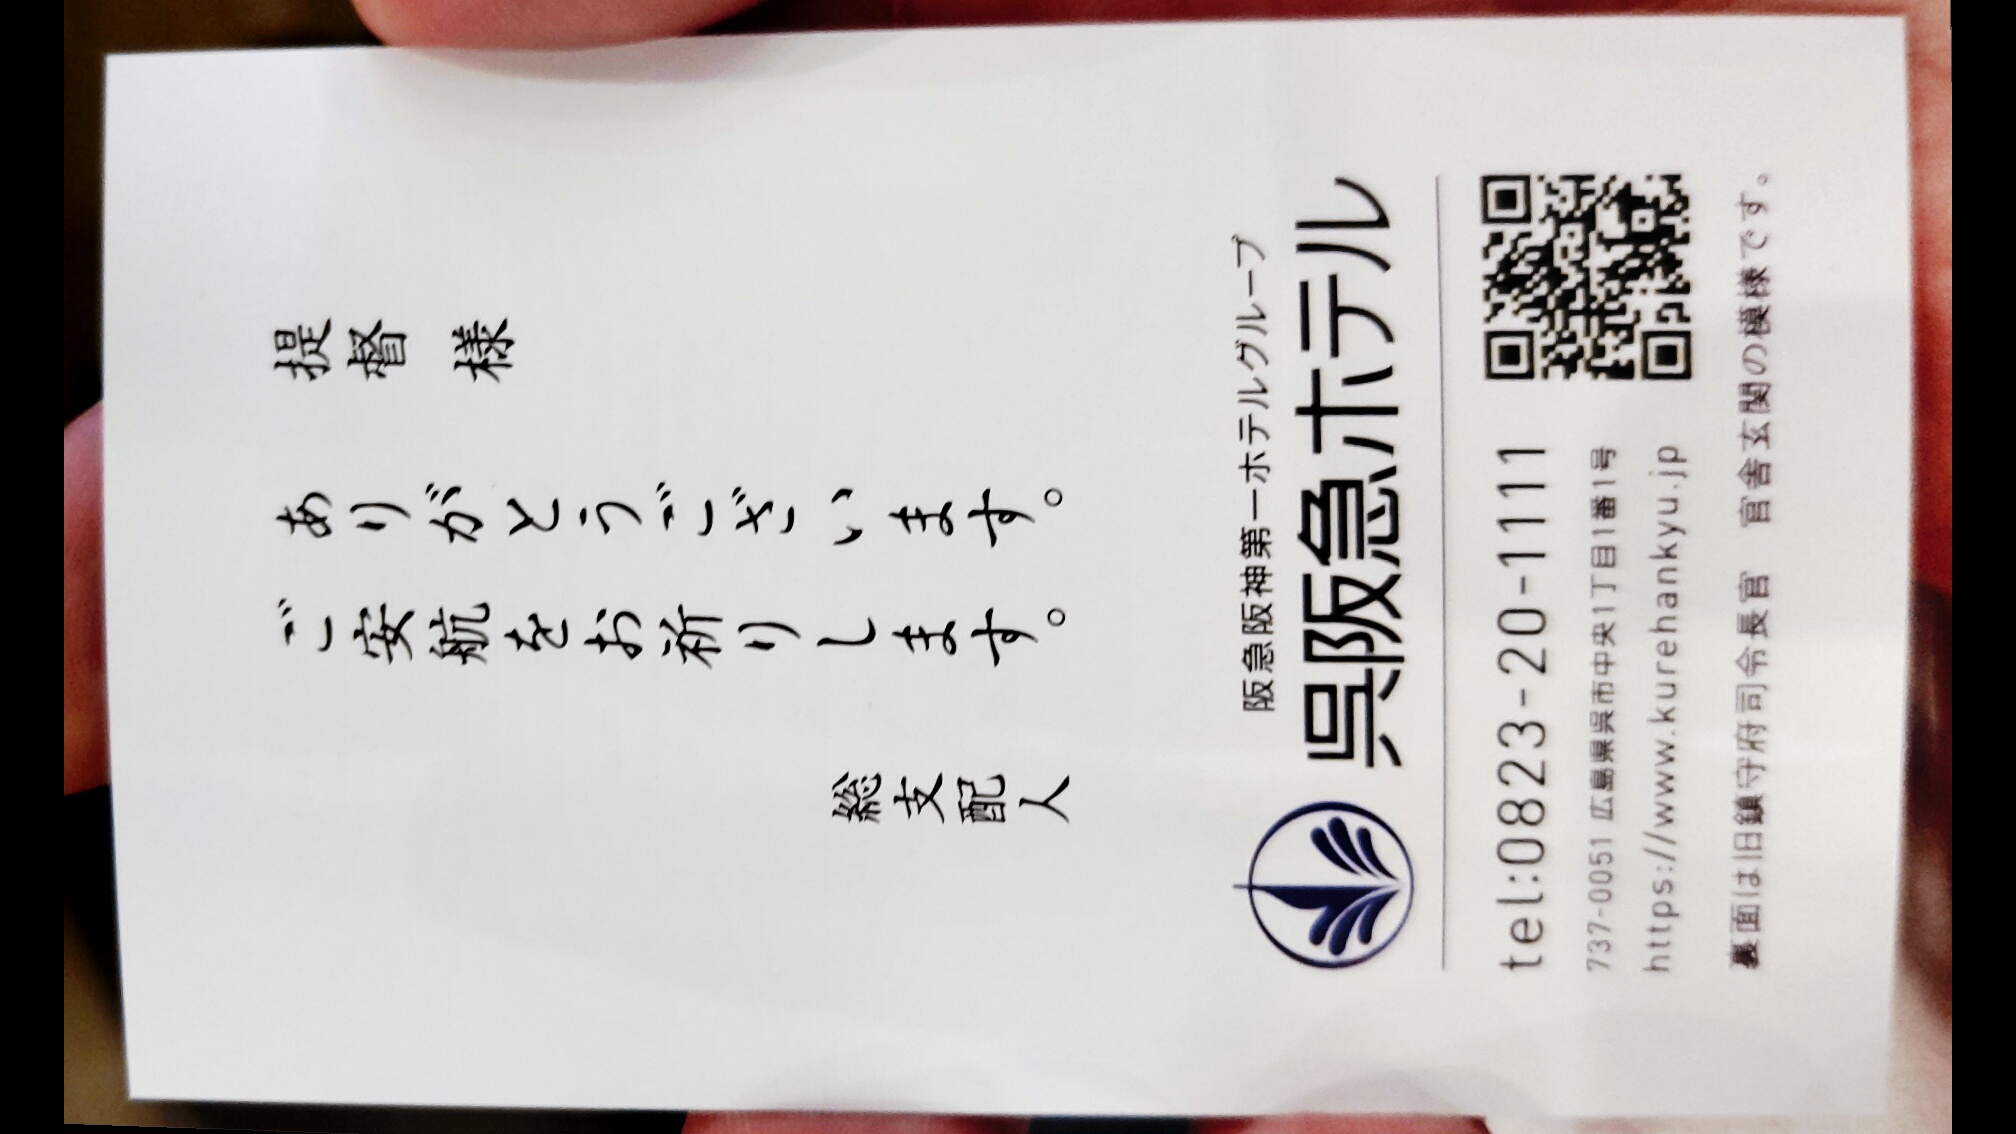 提督 様
ありがとうございます。
ご安航をお祈りします。
総支配人
阪急阪神第一ホテルグループ
呉阪急ホテル
tel:0823-20-1111
737-0051 広島県呉市中央1丁目1番1号
https://www.kurehankyu.jp
裏面は旧鎮守府司令長官 官舎玄関の模様です。